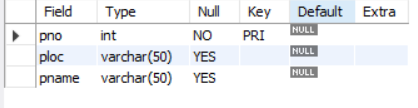 Field Type Null Key Default Extra
pno int NO PRI NULL
ploc varchar(50) YES NULL
pname varchar(50) YES NULL